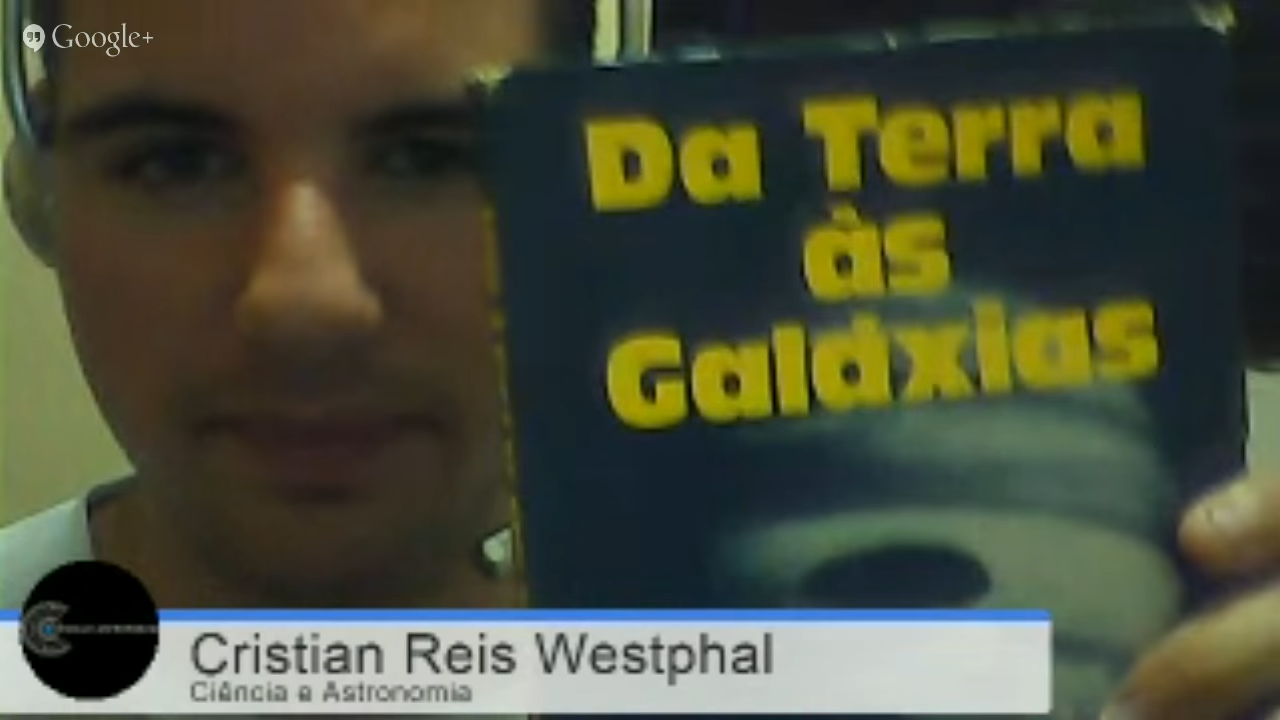 Google+
Da Terra
às
Galáxias
Cristian Reis Westphal
Ciência e Astronomia